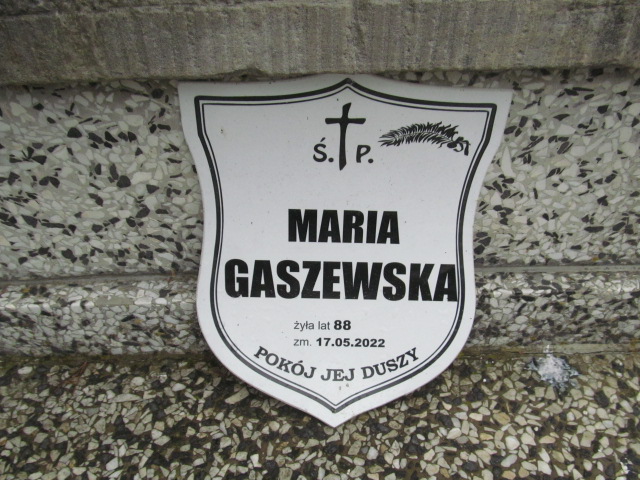 Ś. P.
MARIA
GASZEWSKA
żyła lat 88
zm. 17.05.2022
POKÓJ JEJ DUSZY